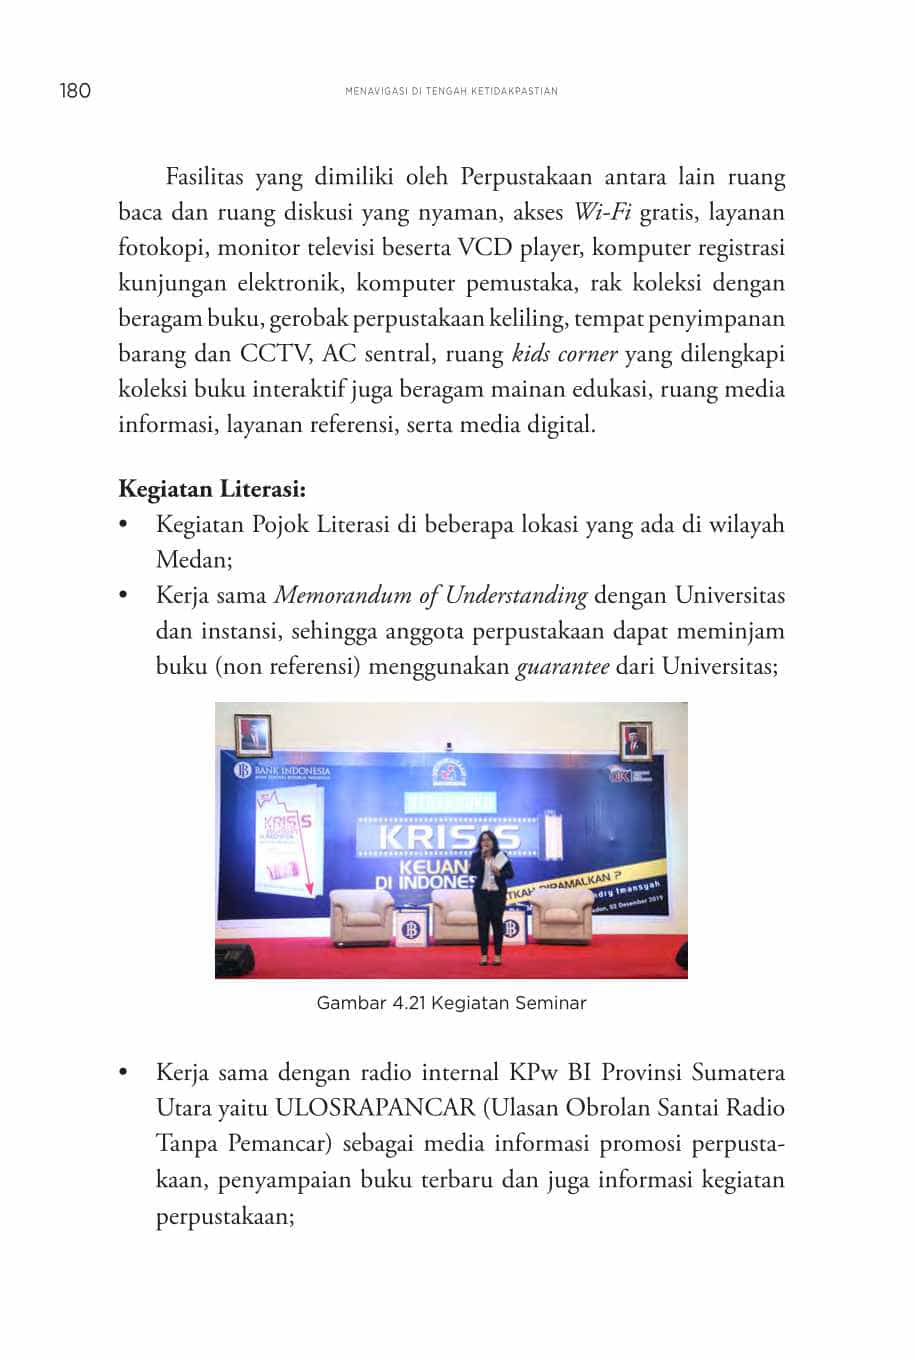 180
MENAVIGASI DI TENGAH KETIDAKPASTIAN
Fasilitas yang dimiliki oleh Perpustakaan antara lain ruang
baca dan ruang diskusi yang nyaman, akses Wi-Fi gratis, layanan
fotokopi, monitor televisi beserta VCD player, komputer registrasi
kunjungan elektronik, komputer pemustaka, rak koleksi dengan
beragam buku, gerobak perpustakaan keliling, tempat penyimpanan
barang dan CCTV, AC sentral, ruang kids corner yang dilengkapi
koleksi buku interaktif juga beragam mainan edukasi, ruang media
informasi, layanan referensi, serta media digital.
Kegiatan Literasi:
• Kegiatan Pojok Literasi di beberapa lokasi yang ada di wilayah
Medan;
• Kerja sama Memorandum of Understanding dengan Universitas
dan instansi, sehingga anggota perpustakaan dapat meminjam
buku (non referensi) menggunakan guarantee dari Universitas;
BANK INDONESIA
KRISIS
KRISIS
KEUAN
DI INDONES
TKAH DIRAMALKAN ?
dry Imansyah
dan, 02 Desember 2019
Gambar 4.21 Kegiatan Seminar
• Kerja sama dengan radio internal KPw BI Provinsi Sumatera
Utara yaitu ULOSRAPANCAR (Ulasan Obrolan Santai Radio
Tanpa Pemancar) sebagai media informasi promosi perpusta-
kaan, penyampaian buku terbaru dan juga informasi kegiatan
perpustakaan;